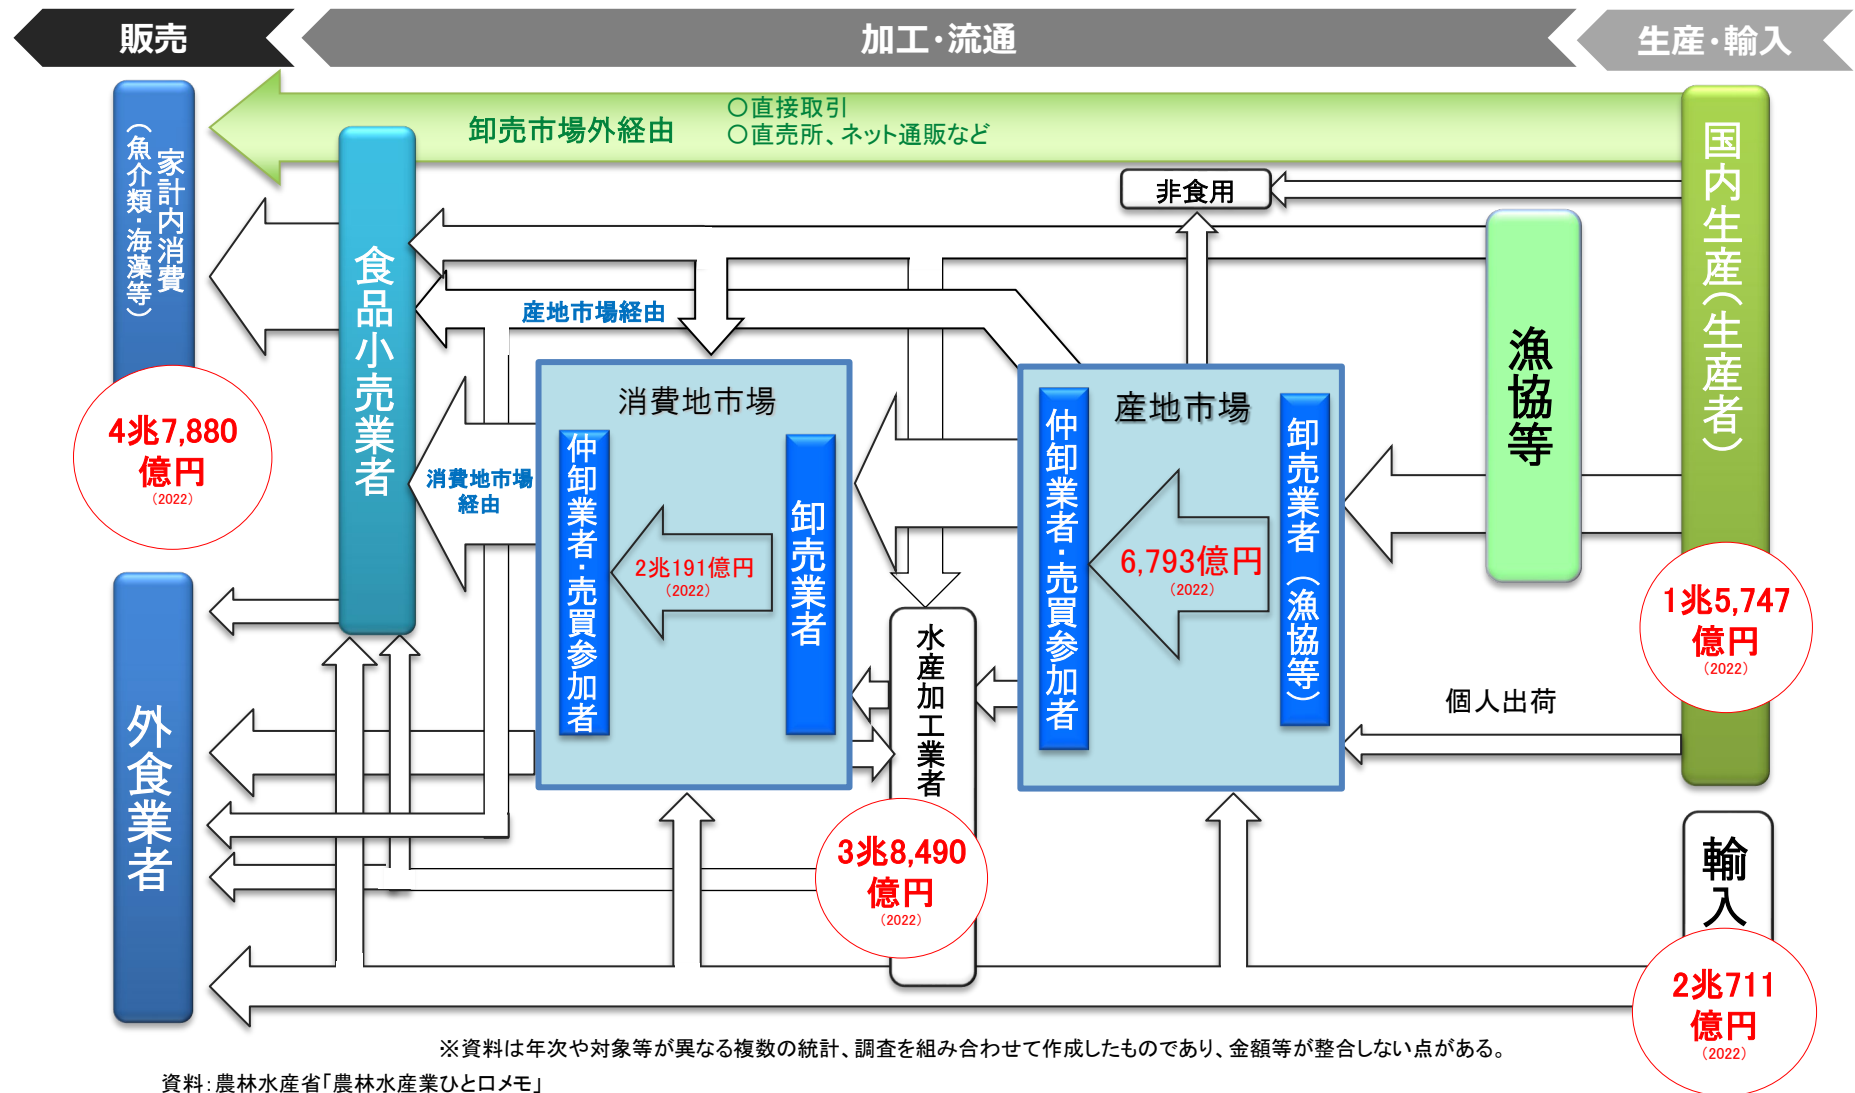 販売
加工・流通
生産・輸入
家計内消費
（魚介類・海藻等）
4兆7,880
億円
（2022）
外食業者
食品小売業者
卸売市場外経由
○直接取引
○直売所、ネット通販など
産地市場経由
消費地市場
経由
消費地市場
仲卸業者・売買参加者
2兆191億円
（2022）
卸売業者
水産加工業者
3兆8,490
億円
（2022）
非食用
産地市場
仲卸業者・売買参加者
6,793億円
（2022）
卸売業者（漁協等）
漁協等
個人出荷
国内生産（生産者）
1兆5,747
億円
（2022）
輸入
2兆711
億円
（2022）
※資料は年次や対象等が異なる複数の統計、調査を組み合わせて作成したものであり、金額等が整合しない点がある。
資料：農林水産省「農林水産業ひと口メモ」